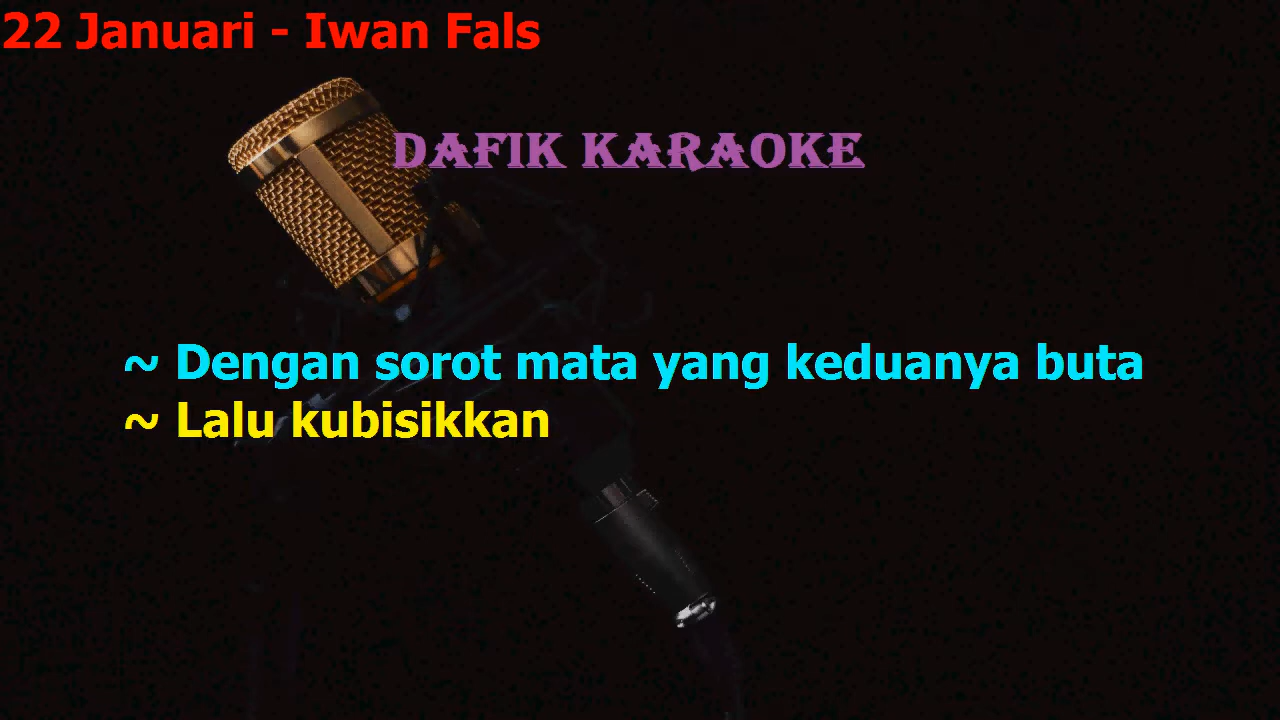 22 Januari - Iwan Fals
DAFIK KARAOKE
~ Dengan sorot mata yang keduanya buta
~ Lalu kubisikkan